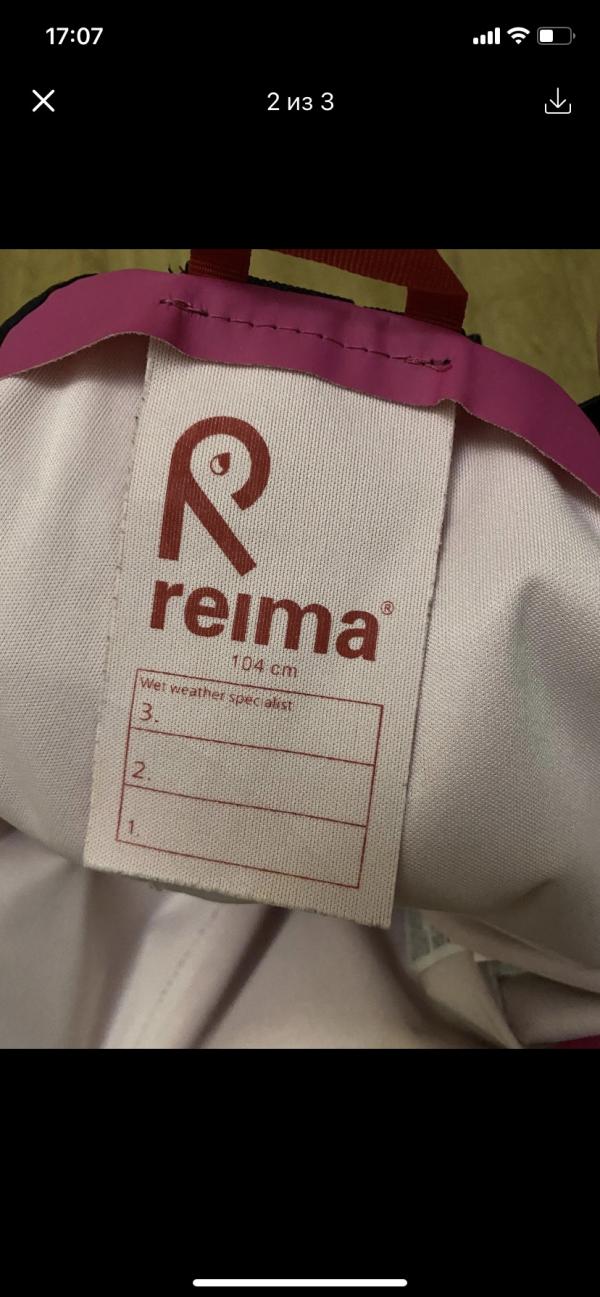 17:07
2 из 3
reima®
104 cm
Wet weather specialist
3.
2.
1.